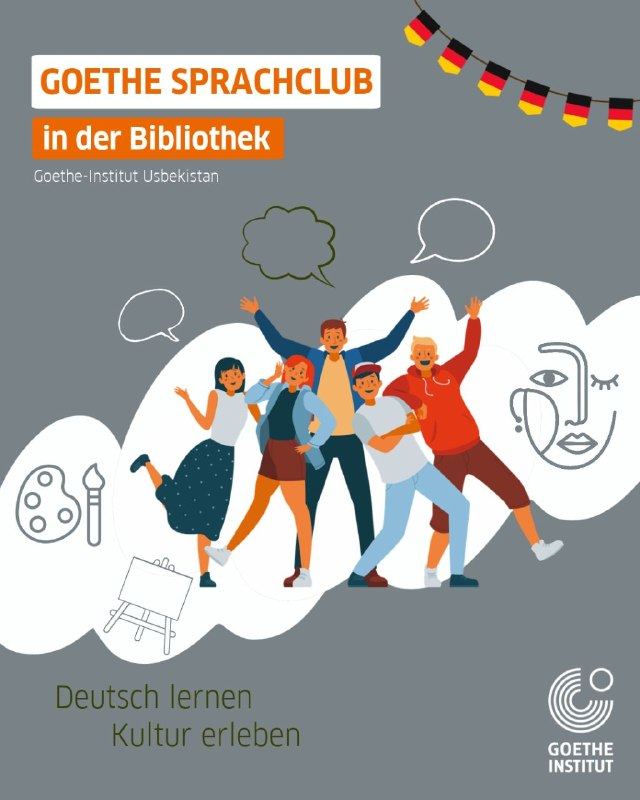 GOETHE SPRACHCLUB
in der Bibliothek
Goethe-Institut Usbekistan
Deutsch lernen
Kultur erleben
GOETHE
INSTITUT